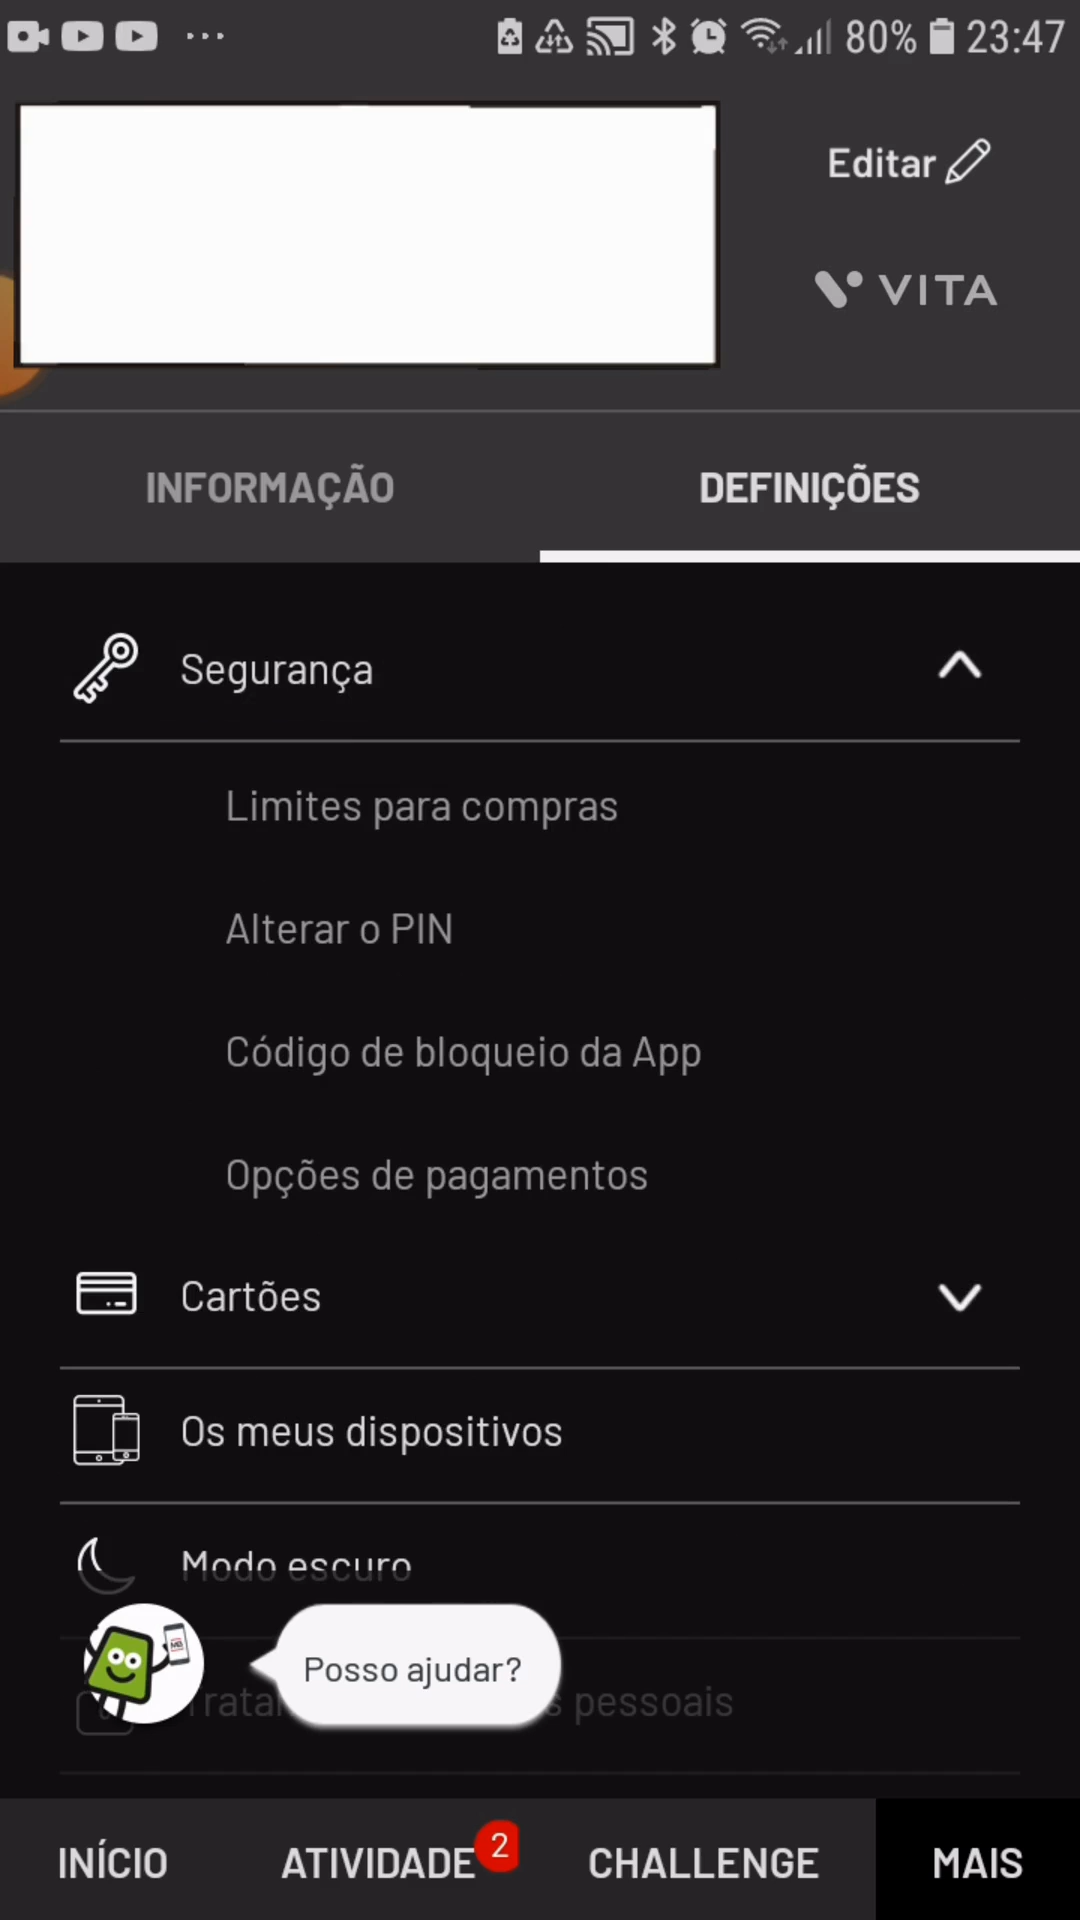 80% 23:47
Editar
VITA
INFORMAÇÃO DEFINIÇÕES
Segurança
Limites para compras
Alterar o PIN
Código de bloqueio da App
Opções de pagamentos
Cartões
Os meus dispositivos
Modo escuro
Posso ajudar?
pessoais
INÍCIO ATIVIDADE 2 CHALLENGE MAIS